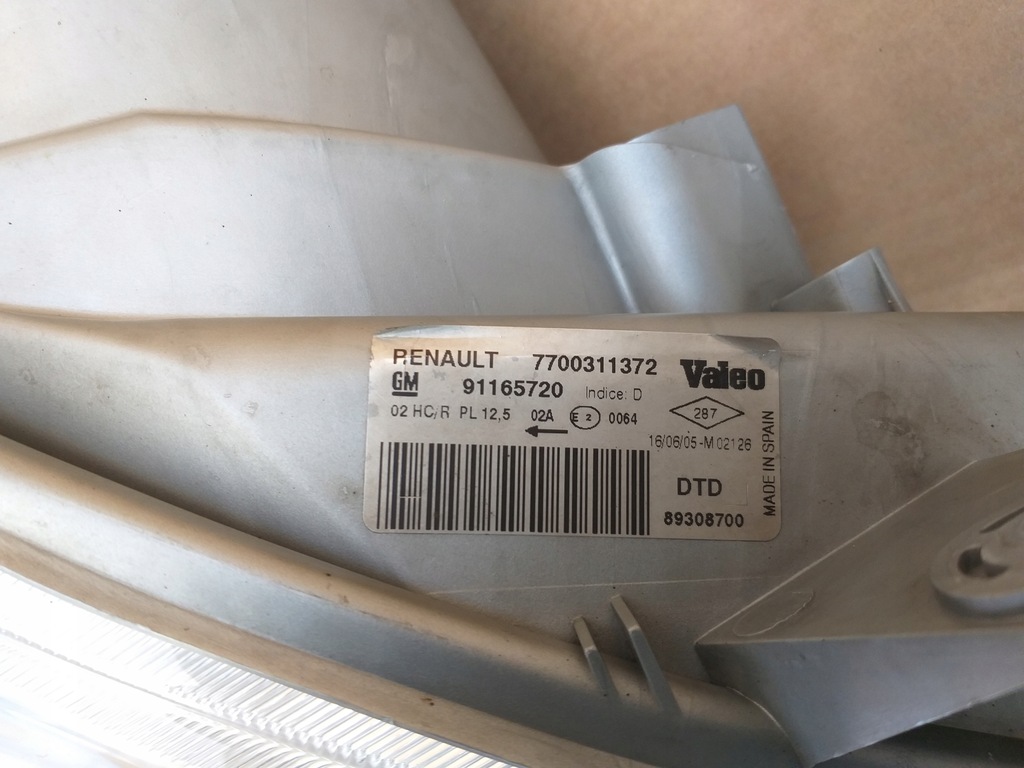 RENAULT 7700311372 Valeo
GM 91165720 Indice: D
02 HC/R PL 12,5 02A E2 0064 287
16/06/05-M 02126
DTD
89308700
MADE IN SPAIN